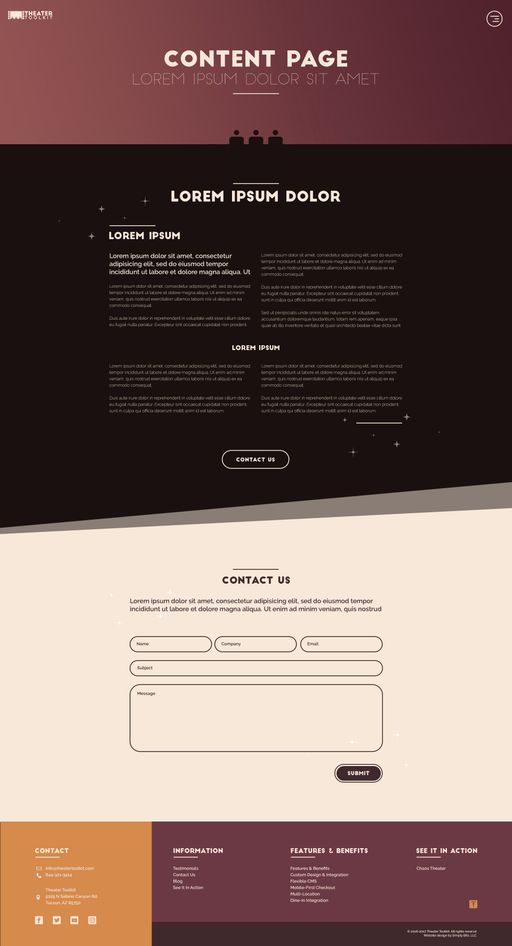 THEATER
TOOLKIT
CONTENT PAGE
LOREM IPSUM DOLOR SIT AMET
LOREM IPSUM DOLOR
LOREM IPSUM
Lorem ipsum dolor sit amet, consectetur
adipisicing elit, sed do eiusmod tempor
incididunt ut labore et dolore magna aliqua. Ut
Lorem ipsum dolor sit amet, consectetur adipisicing elit, sed do eiusmod
tempor incididunt ut labore et dolore magna aliqua. Ut enim ad minim
veniam, quis nostrud exercitation ullamco laboris nisi ut aliquip ex ea
commodo consequat.
Duis aute irure dolor in reprehenderit in voluptate velit esse cillum dolore
eu fugiat nulla pariatur. Excepteur sint occaecat cupidatat non proident,
Lorem ipsum dolor sit amet, consectetur adipisicing elit, sed do eiusmod
tempor incididunt ut labore et dolore magna aliqua. Ut enim ad minim
veniam, quis nostrud exercitation ullamco laboris nisi ut aliquip ex ea
commodo consequat.
Duis aute irure dolor in reprehenderit in voluptate velit esse cillum dolore
eu fugiat nulla pariatur. Excepteur sint occaecat cupidatat non proident,
sunt in culpa qui officia deserunt mollit anim id est laborum.
Sed ut perspiciatis unde omnis iste natus error sit voluptatem
accusantium doloremque laudantium, totam rem aperiam, eaque ipsa
quae ab illo inventore veritatis et quasi architecto beatae vitae dicta sunt
LOREM IPSUM
Lorem ipsum dolor sit amet, consectetur adipisicing elit, sed do eiusmod
tempor incididunt ut labore et dolore magna aliqua. Ut enim ad minim
veniam, quis nostrud exercitation ullamco laboris nisi ut aliquip ex ea
commodo consequat.
Duis aute irure dolor in reprehenderit in voluptate velit esse cillum dolore
eu fugiat nulla pariatur. Excepteur sint occaecat cupidatat non proident,
sunt in culpa qui officia deserunt mollit anim id est laborum.
Lorem ipsum dolor sit amet, consectetur adipisicing elit, sed do eiusmod
tempor incididunt ut labore et dolore magna aliqua. Ut enim ad minim
veniam, quis nostrud exercitation ullamco laboris nisi ut aliquip ex ea
commodo consequat.
Duis aute irure dolor in reprehenderit in voluptate velit esse cillum dolore
eu fugiat nulla pariatur. Excepteur sint occaecat cupidatat non proident,
sunt in culpa qui officia deserunt mollit anim id est laborum.
CONTACT US
CONTACT US
Lorem ipsum dolor sit amet, consectetur adipisicing elit, sed do eiusmod tempor
incididunt ut labore et dolore magna aliqua. Ut enim ad minim veniam, quis nostrud
Name
Company
Email
Subject
Message
SUBMIT
CONTACT
info@theatertoolkit.com
Theater Toolkit
Tucson, AZ 85750
INFORMATION
Testimonials
Contact Us
Blog
See It In Action
FEATURES & BENEFITS
Features & Benefits
Custom Design & Integration
Flexible CMS
Mobile-First Checkout
Multi-Location
Dine-In Integration
SEE IT IN ACTION
Chaos Theater
© 2016-2017 Theater Toolkit. All rights reserved.
Website design by Simply Bits, LLC.